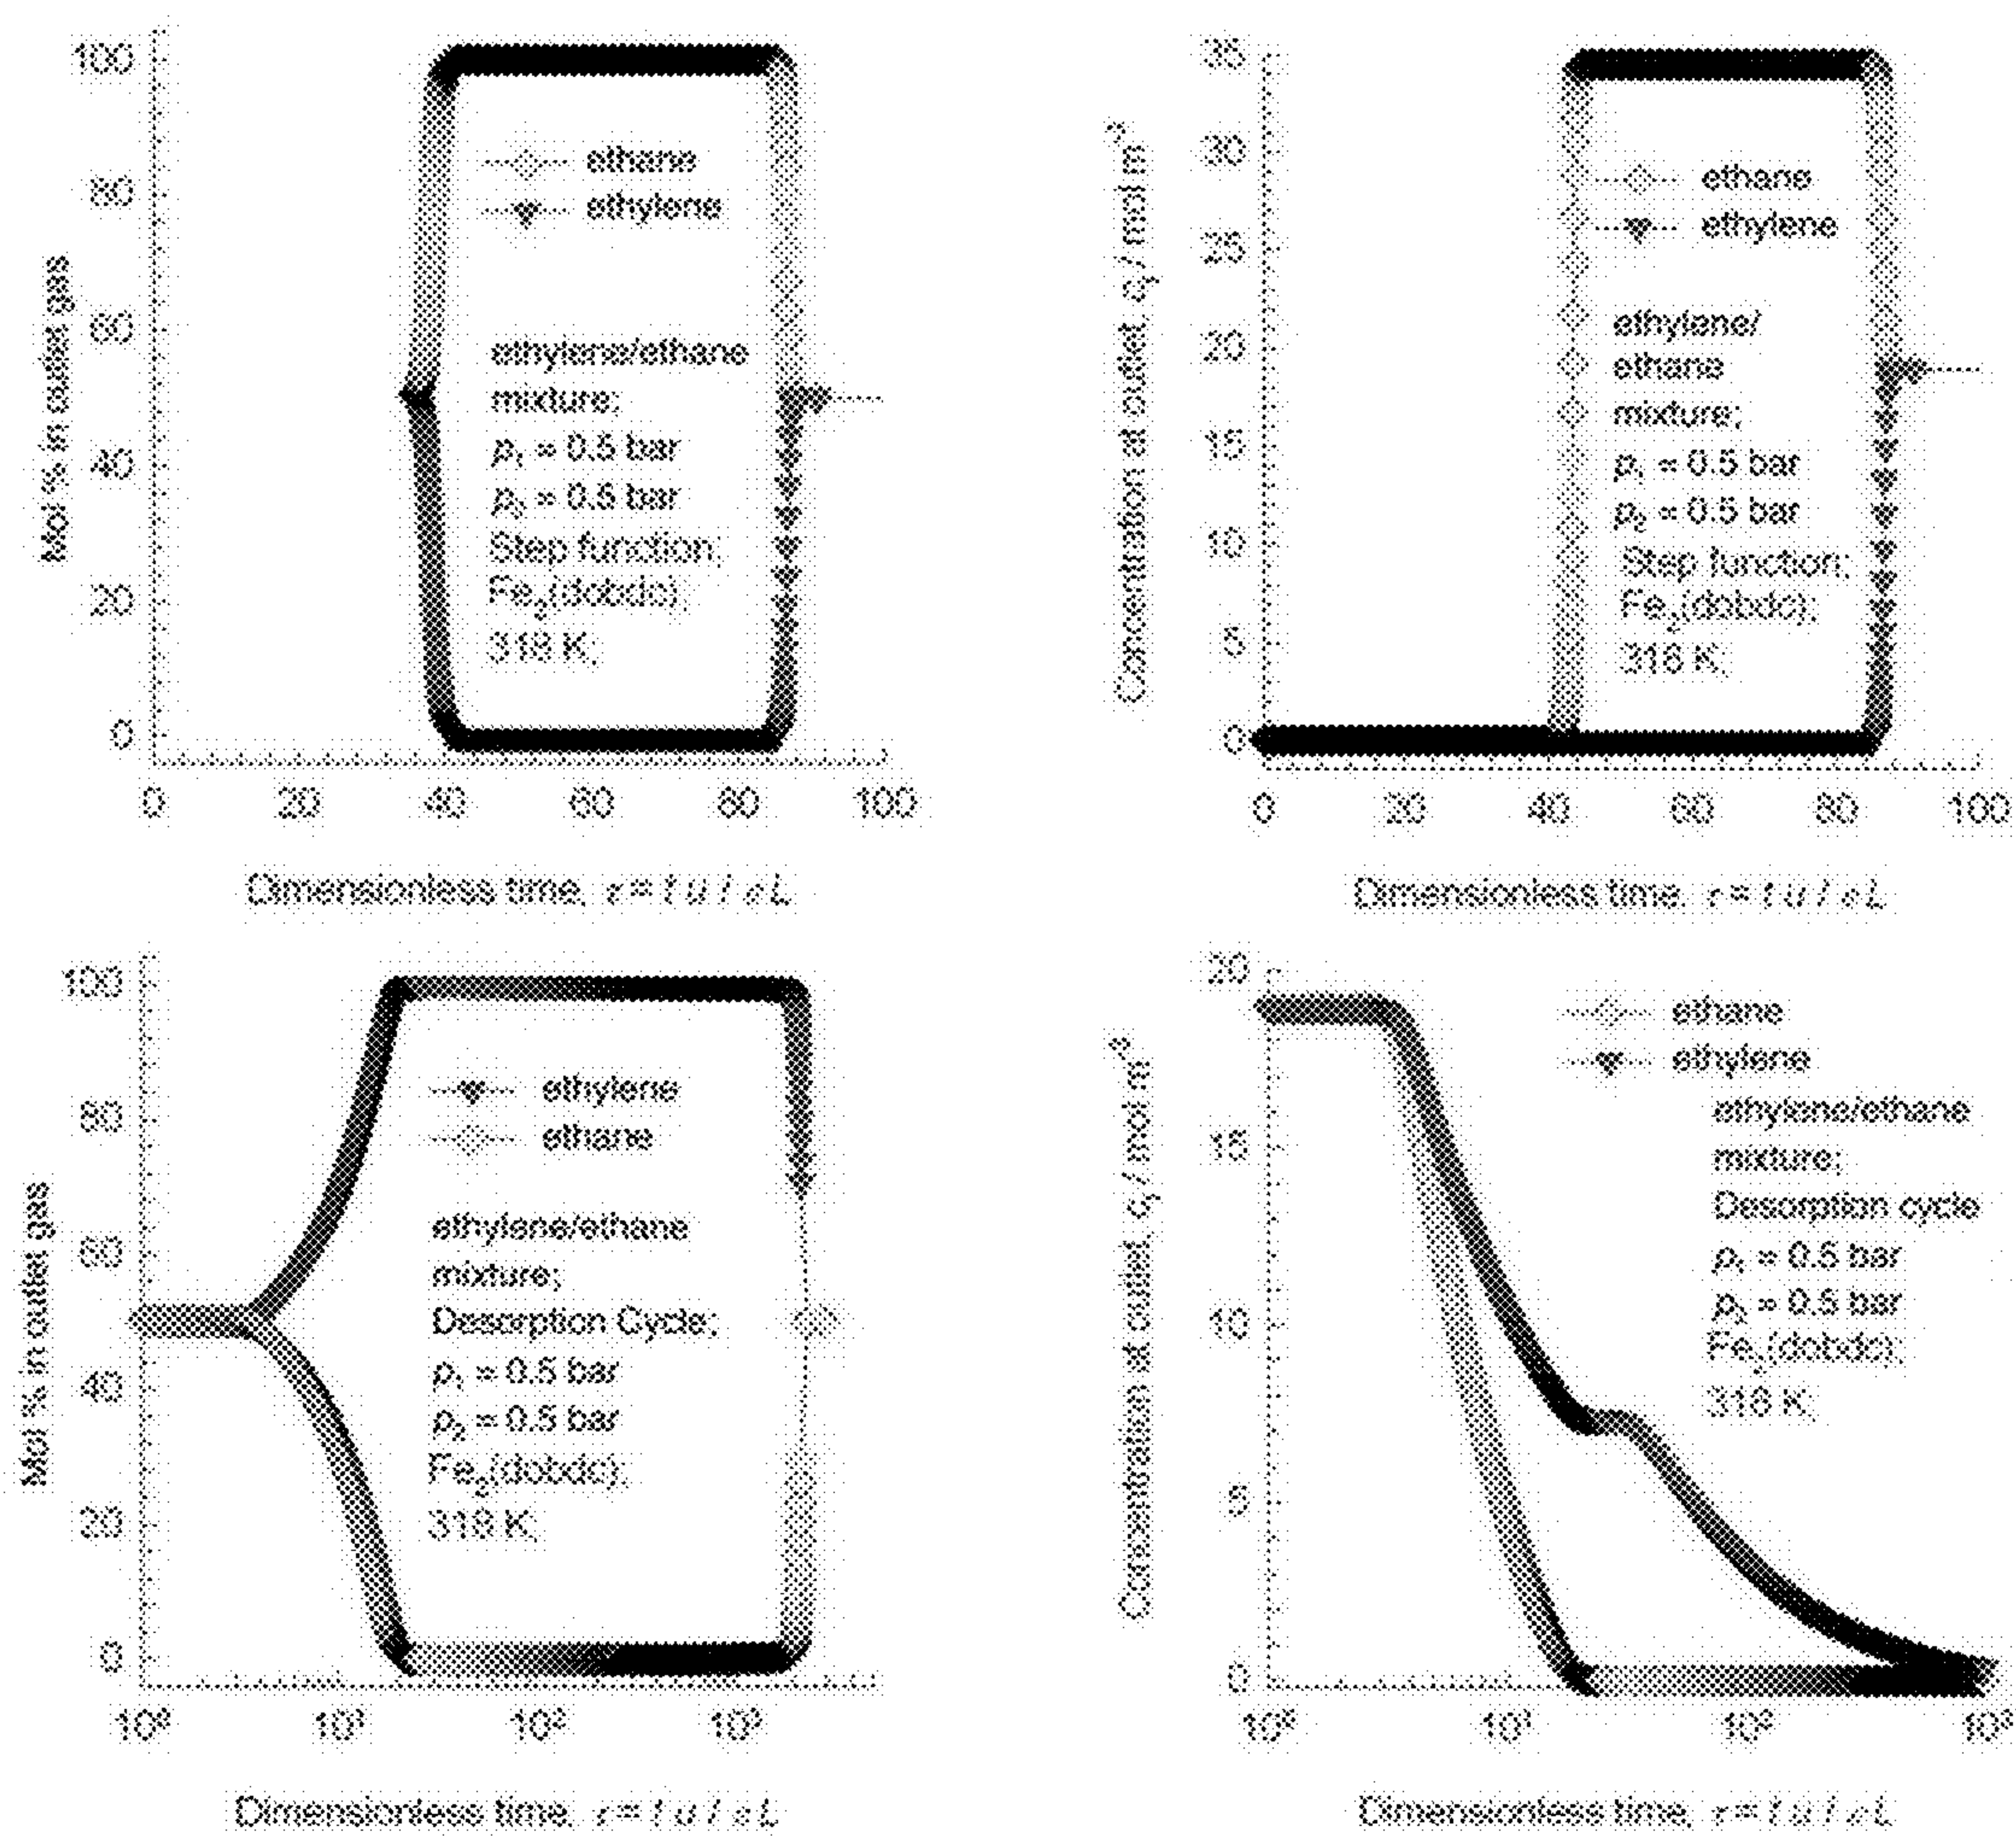 100
80
60
40
20
0
Mol % in outlet gas
ethane
ethylene
ethylene/ethane
mixture;
p₁ = 0.5 bar
p₂ = 0.5 bar
Step function;
Fe₂(dobdc);
318 K;
0 20 40 60 80 100
Dimensionless time, τ = t u / εL
35
30
25
20
15
10
5
0
Concentration at outlet, cᵢ / mol m⁻³
ethane
ethylene
ethylene/
ethane
mixture;
p₁ = 0.5 bar
p₂ = 0.5 bar
Step function;
Fe₂(dobdc);
318 K;
0 20 40 60 80 100
Dimensionless time, τ = t u / εL
100
80
60
40
20
0
Mol % in outlet gas
ethylene
ethane
ethylene/ethane
mixture;
Desorption Cycle;
p₁ = 0.5 bar
p₂ = 0.5 bar
Fe₂(dobdc);
318 K;
10⁰ 10¹ 10² 10³
Dimensionless time, τ = t u / εL
20
15
10
5
0
Concentration at outlet, cᵢ / mol m⁻³
ethane
ethylene
ethylene/ethane
mixture;
Desorption cycle
p₁ = 0.5 bar
p₂ = 0.5 bar
Fe₂(dobdc);
318 K;
10⁰ 10¹ 10² 10³
Dimensionless time, τ = t u / εL